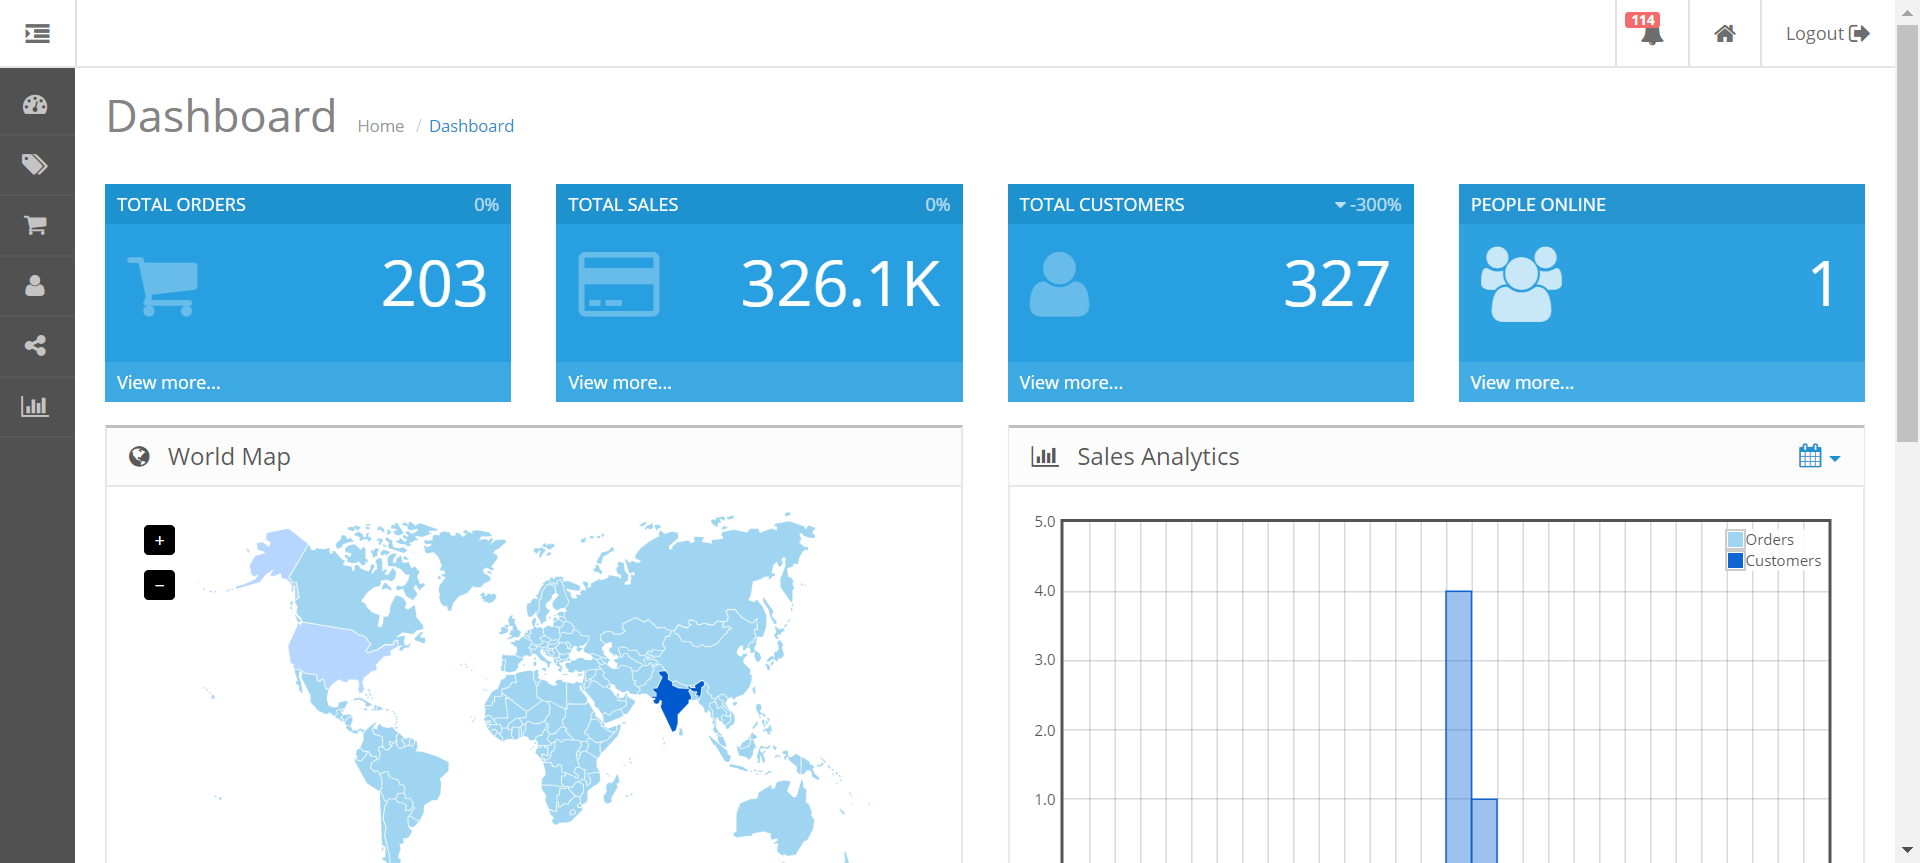 114
Logout
Dashboard
Home / Dashboard
TOTAL ORDERS 0%
203
View more...
TOTAL SALES 0%
326.1K
View more...
TOTAL CUSTOMERS -300%
327
View more...
PEOPLE ONLINE
1
View more...
World Map
+
−
Sales Analytics
5.0
4.0
3.0
2.0
1.0
Orders
Customers